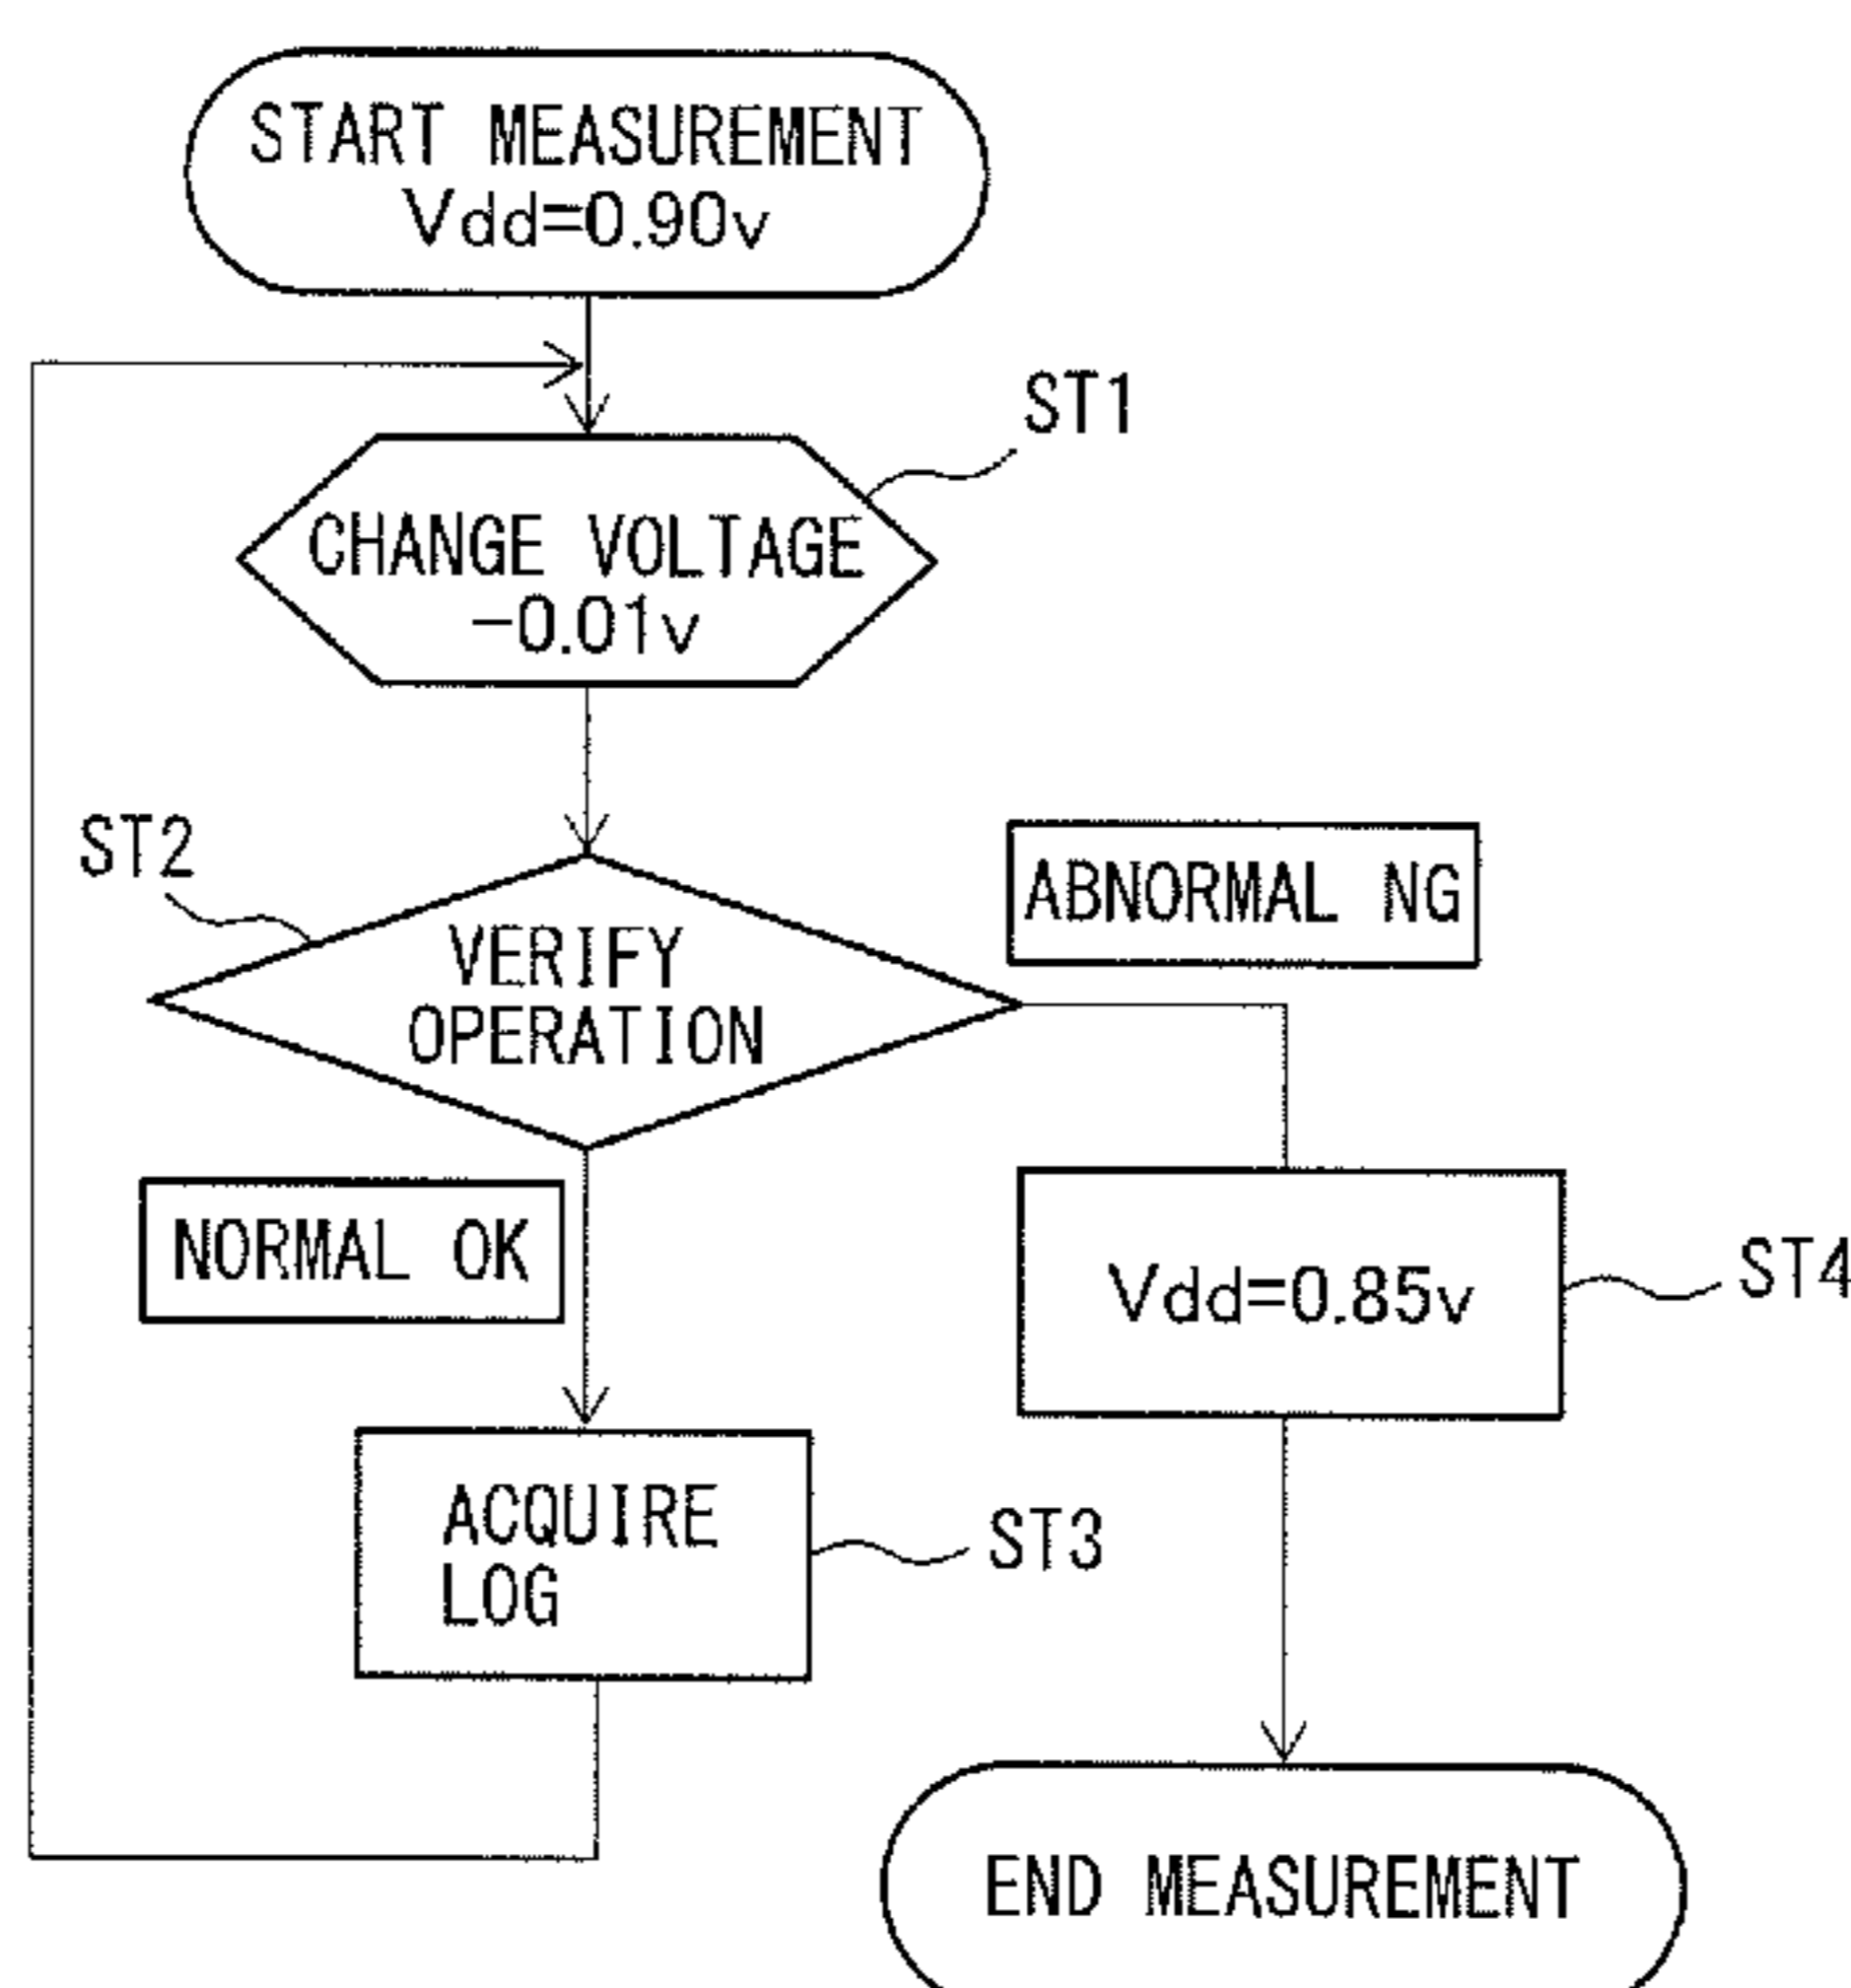 START MEASUREMENT
Vdd=0.90v
ST1
CHANGE VOLTAGE
-0.01v
ST2
VERIFY
OPERATION
ABNORMAL NG
NORMAL OK
Vdd=0.85v
ST4
ACQUIRE
LOG
ST3
END MEASUREMENT